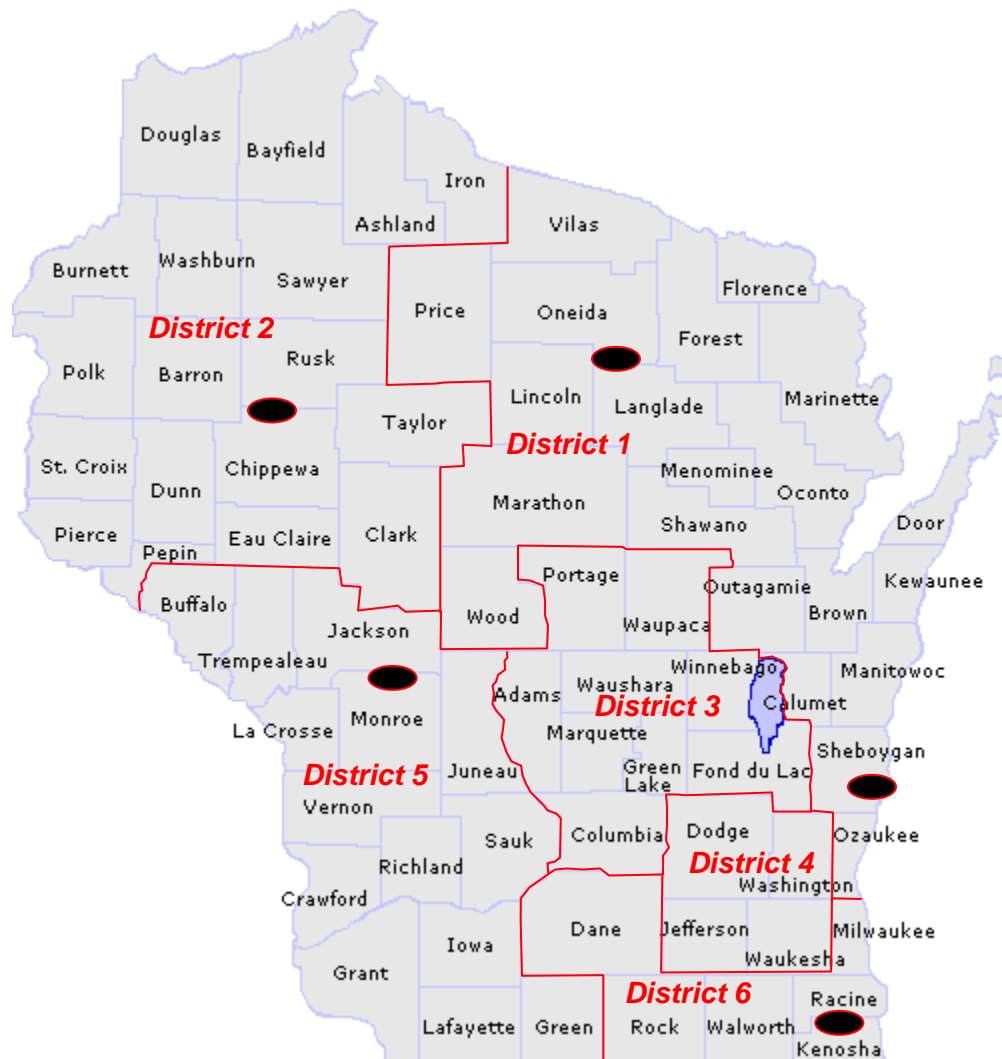 Douglas
Bayfield
Iron
Ashland
Vilas
Burnett
Washburn
Sawyer
Florence
Price
Oneida
District 2
Forest
Rusk
Polk
Barron
Lincoln
Langlade
Marinette
Taylor
District 1
St. Croix
Chippewa
Menominee
Dunn
Oconto
Marathon
Shawano
Door
Pierce
Eau Claire
Clark
Pepin
Portage
Outagamie
Kewaunee
Buffalo
Brown
Wood
Waupaca
Jackson
Trempealeau
Winnebago
Manitowoc
Adams
Waushara
Calumet
District 3
Monroe
La Crosse
Marquette
Sheboygan
District 5
Juneau
Green
Lake
Fond du Lac
Vernon
Sauk
Columbia
Dodge
Ozaukee
Richland
District 4
Washington
Crawford
Dane
Jefferson
Milwaukee
Iowa
Waukesha
Grant
District 6
Racine
Lafayette
Green
Rock
Walworth
Kenosha